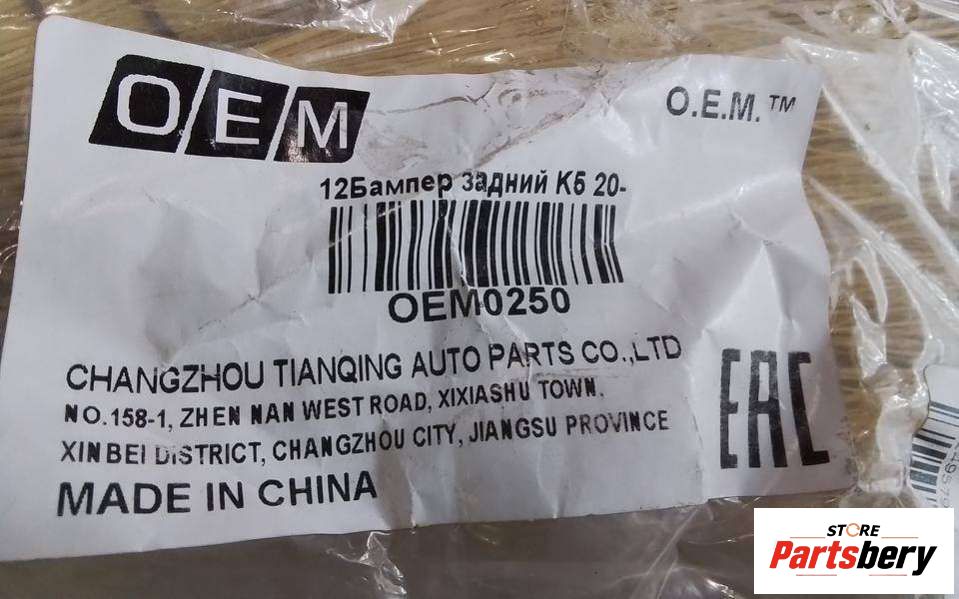 OEM
O.E.M. ™
12Бампер задний K5 20-
OEM0250
CHANGZHOU TIANQING AUTO PARTS CO.,LTD
NO.158-1, ZHEN NAN WEST ROAD, XIXIASHU TOWN,
XINBEI DISTRICT, CHANGZHOU CITY, JIANGSU PROVINCE
MADE IN CHINA
EAC
STORE
Partsbery